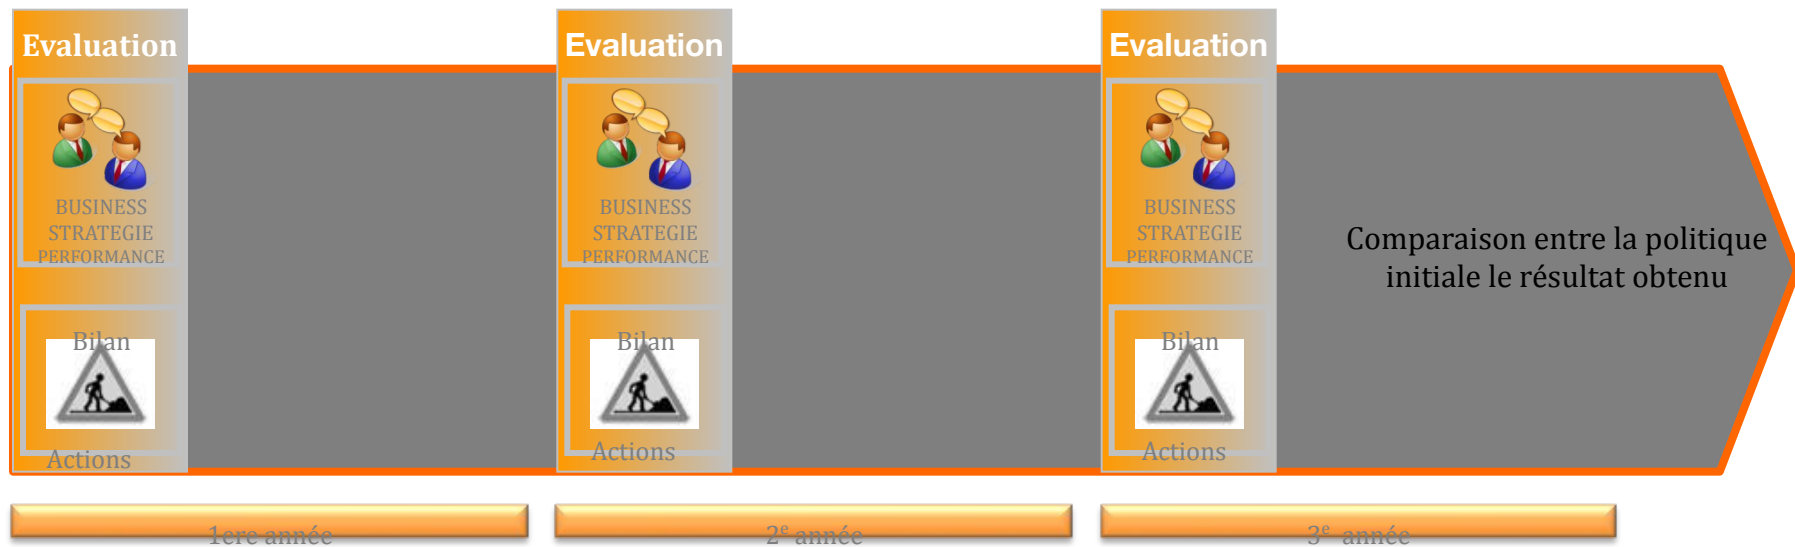 Evaluation
BUSINESS
STRATEGIE
PERFORMANCE
Bilan
Actions
Evaluation
BUSINESS
STRATEGIE
PERFORMANCE
Bilan
Actions
Evaluation
BUSINESS
STRATEGIE
PERFORMANCE
Bilan
Actions
Comparaison entre la politique
initiale le résultat obtenu
1ere année
2e année
3e année